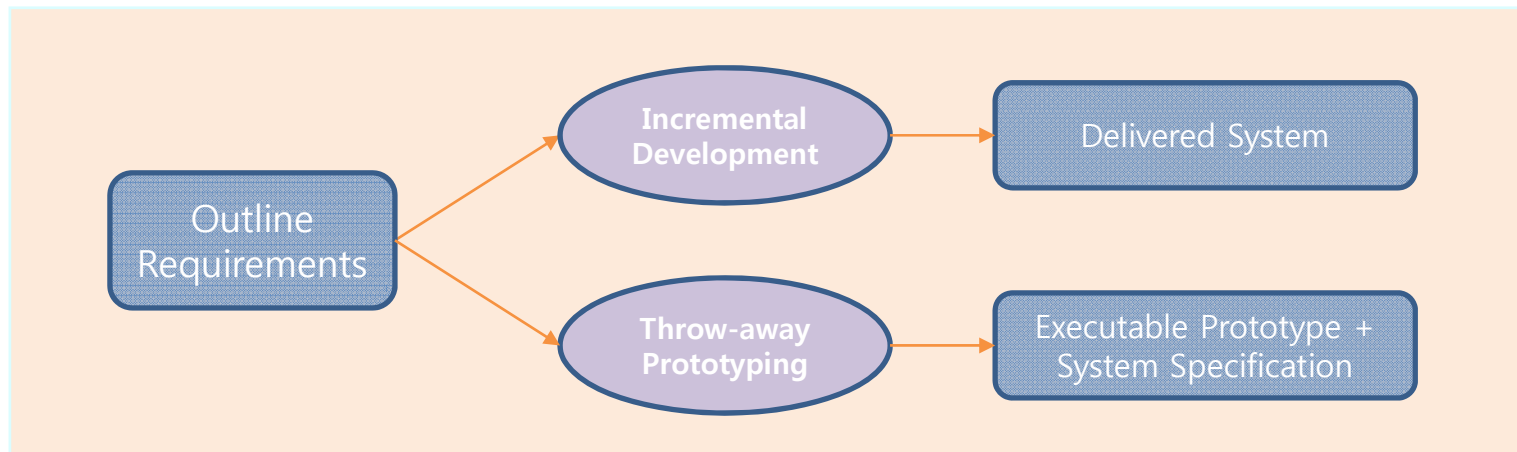 Outline
Requirements
Incremental
Development
Delivered System
Throw-away
Prototyping
Executable Prototype +
System Specification